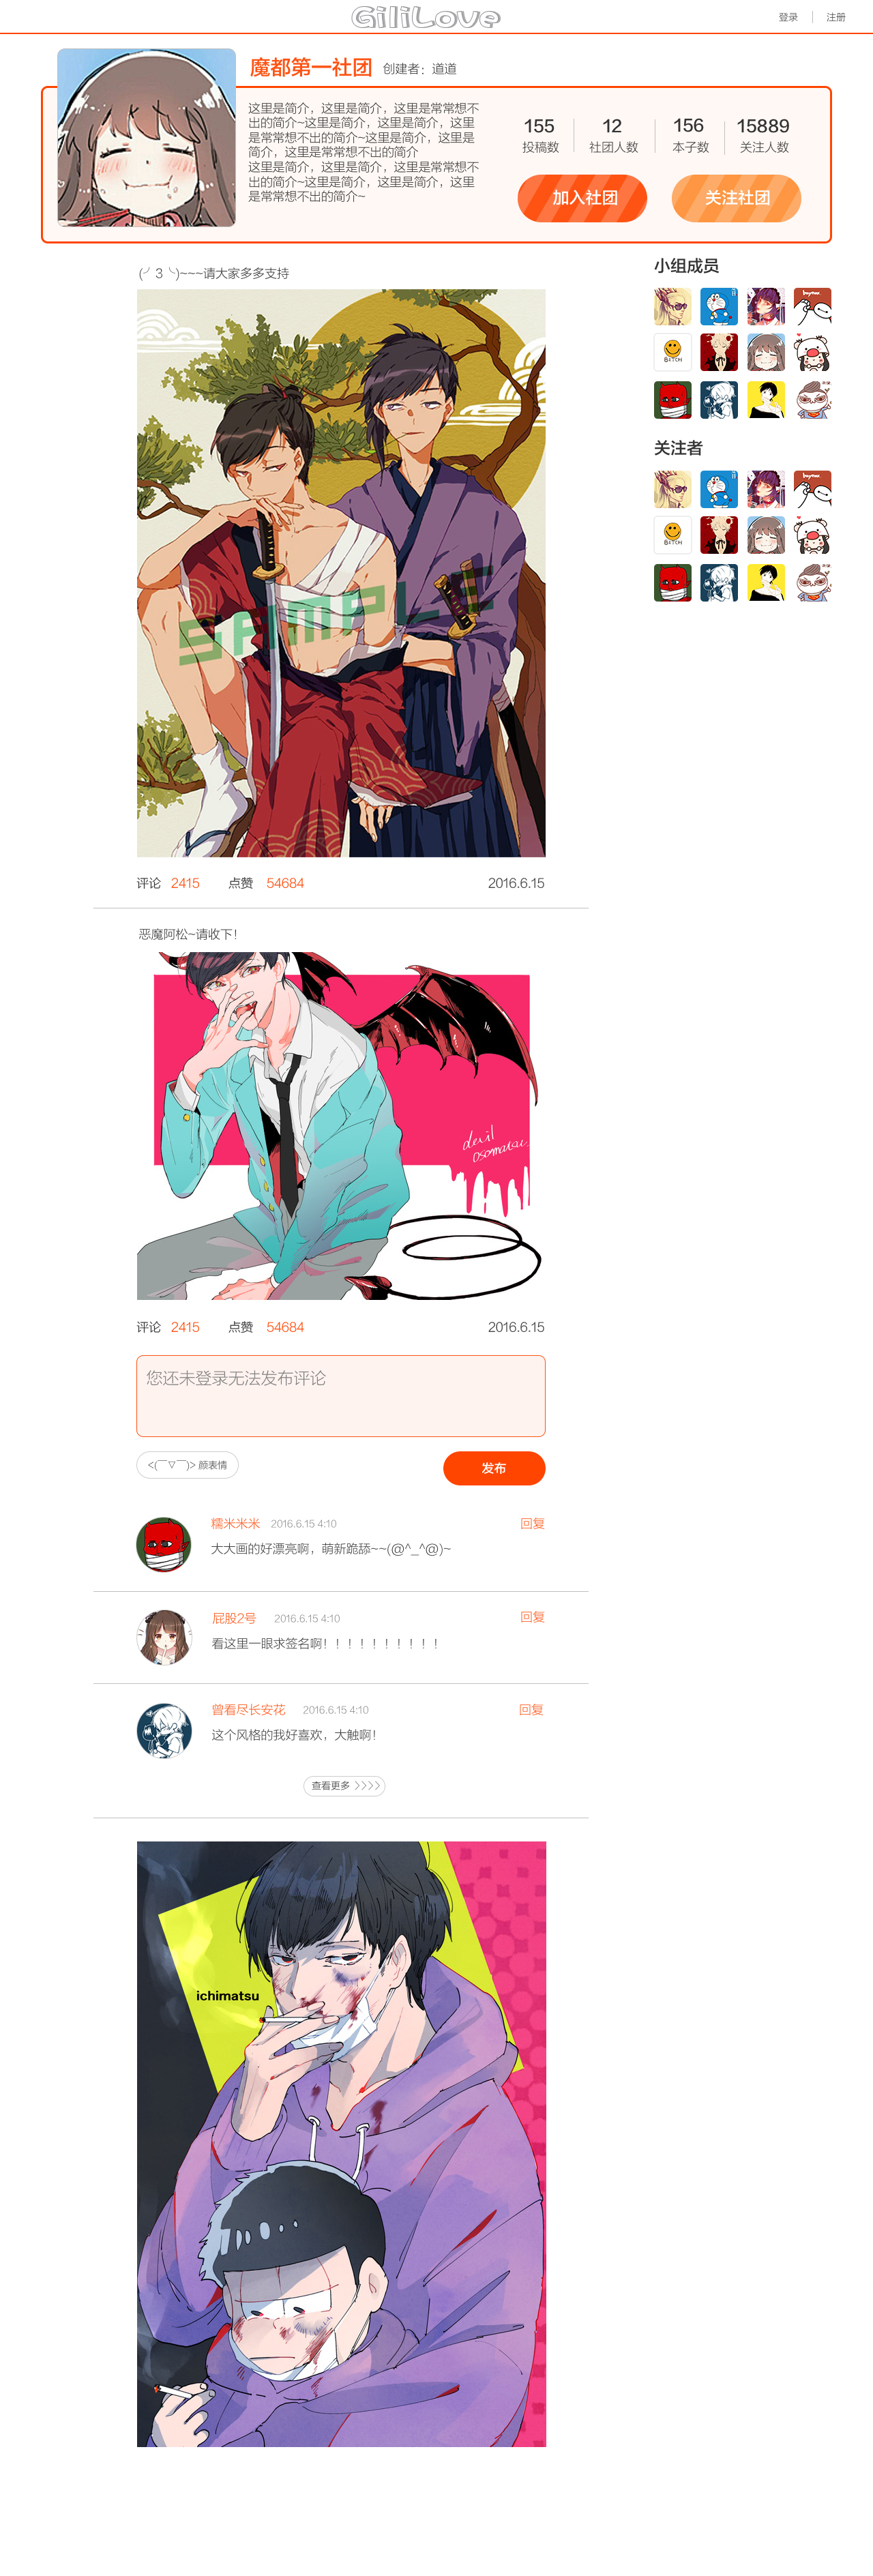 GiliLove
登录
注册
魔都第一社团
创建者：道道
这里是简介，这里是简介，这里是常常想不
出的简介~这里是简介，这里是简介，这里
是常常想不出的简介~这里是简介，这里是
简介，这里是常常想不出的简介
这里是简介，这里是简介，这里是常常想不
出的简介~这里是简介，这里是简介，这里
是常常想不出的简介~
155
投稿数
12
社团人数
156
本子数
15889
关注人数
加入社团
关注社团
(╯3╰)~~~请大家多多支持
SAMPLE
评论 2415 点赞 54684 2016.6.15
小组成员
BITCH
关注者
BITCH
恶魔阿松~请收下！
devil
osomatsu
评论 2415 点赞 54684 2016.6.15
您还未登录无法发布评论
<(￣▽￣)> 颜表情
发布
糯米米米 2016.6.15 4:10 回复
大大画的好漂亮啊，萌新跪舔~~(@^_^@)~
屁股2号 2016.6.15 4:10 回复
看这里一眼求签名啊！！！！！！！！！！
曾看尽长安花 2016.6.15 4:10 回复
这个风格的我好喜欢，大触啊！
查看更多 >>>>
ichimatsu